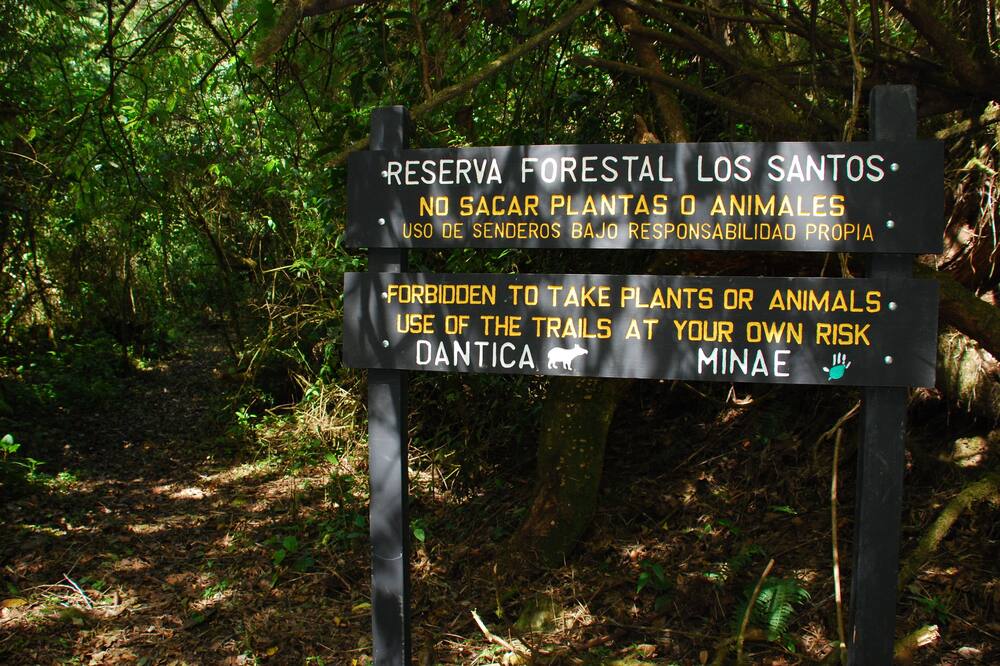 RESERVA FORESTAL LOS SANTOS
NO SACAR PLANTAS O ANIMALES
USO DE SENDEROS BAJO RESPONSABILIDAD PROPIA
FORBIDDEN TO TAKE PLANTS OR ANIMALS
USE OF THE TRAILS AT YOUR OWN RISK
DANTICA MINAE